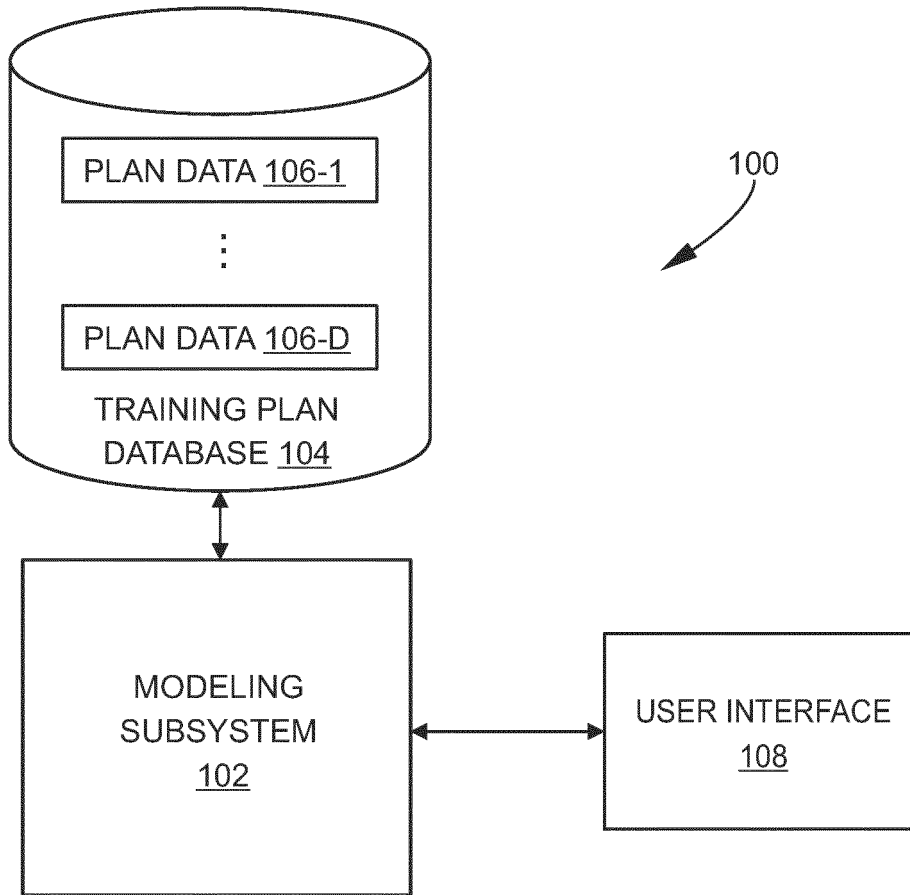 PLAN DATA 106-1
⋮
PLAN DATA 106-D
TRAINING PLAN
DATABASE 104
100
MODELING
SUBSYSTEM
102
USER INTERFACE
108